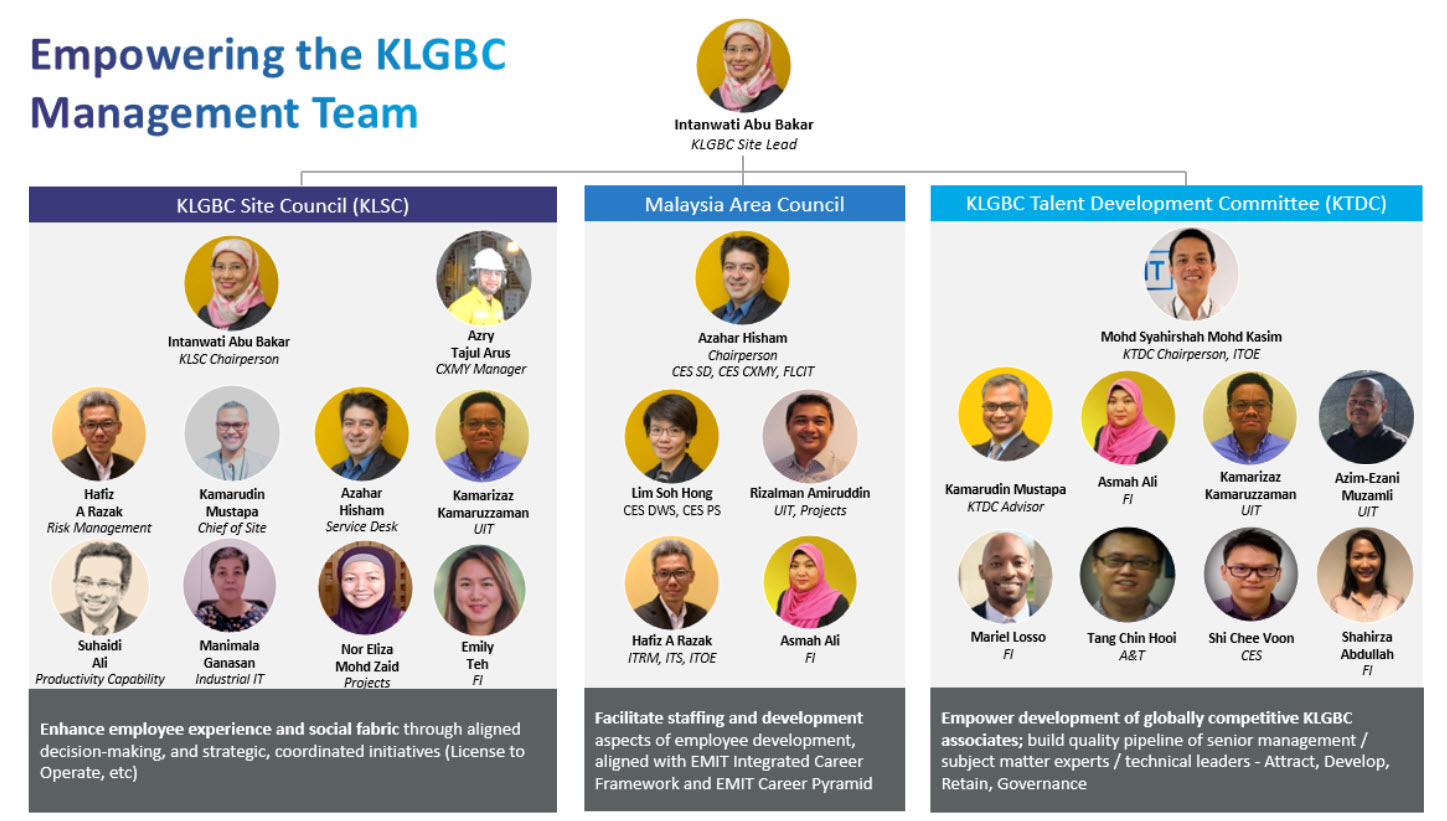 Empowering the KLGBC
Management Team
Intanwati Abu Bakar
KLGBC Site Lead
KLGBC Site Council (KLSC)
Intanwati Abu Bakar
KLSC Chairperson
Azry
Tajul Arus
CXMY Manager
Hafiz
A Razak
Risk Management
Kamarudin
Mustapa
Chief of Site
Azahar
Hisham
Service Desk
Kamarizaz
Kamaruzzaman
UIT
Suhaidi
Ali
Productivity Capability
Manimala
Ganasan
Industrial IT
Nor Eliza
Mohd Zaid
Projects
Emily
Teh
FI
Enhance employee experience and social fabric through aligned
decision-making, and strategic, coordinated initiatives (License to
Operate, etc)
Malaysia Area Council
Azahar Hisham
Chairperson
CES SD, CES CXMY, FLCIT
Lim Soh Hong
CES DWS, CES PS
Rizalman Amiruddin
UIT, Projects
Hafiz A Razak
ITRM, ITS, ITOE
Asmah Ali
FI
Facilitate staffing and development
aspects of employee development,
aligned with EMIT Integrated Career
Framework and EMIT Career Pyramid
KLGBC Talent Development Committee (KTDC)
IT
Mohd Syahirshah Mohd Kasim
KTDC Chairperson, ITOE
Kamarudin Mustapa
KTDC Advisor
Asmah Ali
FI
Kamarizaz
Kamaruzzaman
UIT
Azim-Ezani
Muzamli
UIT
Mariel Losso
FI
Tang Chin Hooi
A&T
Shi Chee Voon
CES
Shahirza
Abdullah
FI
Empower development of globally competitive KLGBC
associates; build quality pipeline of senior management /
subject matter experts / technical leaders - Attract, Develop,
Retain, Governance